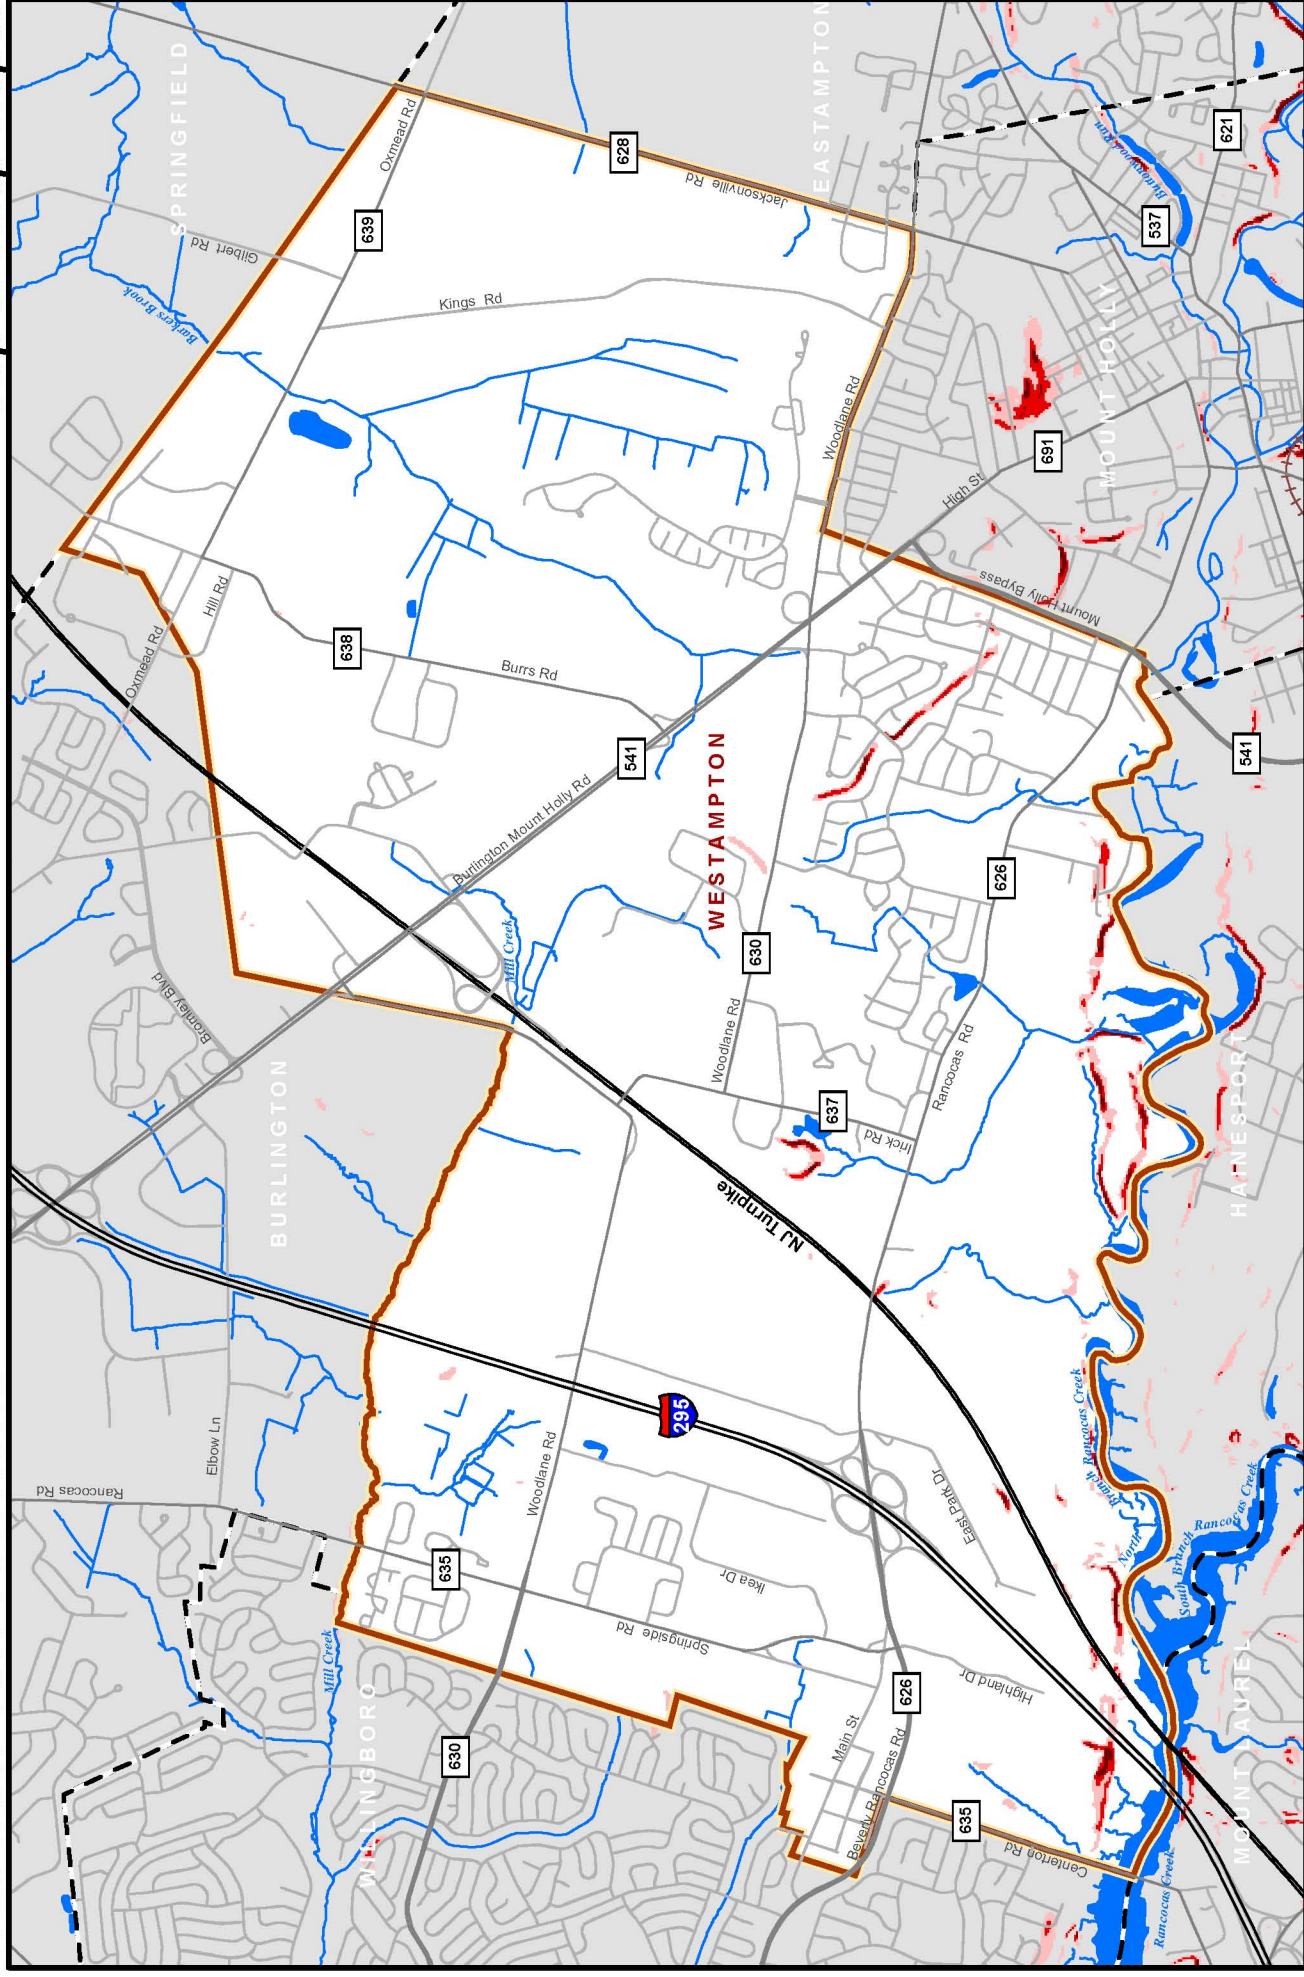 SPRINGFIELD
EASTAMPTON
Oxmead Rd
628
621
Jacksonville Rd
Buttonwood Run
639
537
Gilbert Rd
Barkers Brook
Kings Rd
MOUNT HOLLY
Woodlane Rd
691
High St
Mount Holly Bypass
Hill Rd
638
Oxmead Rd
Burrs Rd
541
541
WESTAMPTON
Burlington Mount Holly Rd
626
Mill Creek
630
Bromley Blvd
Woodlane Rd
Rancocas Rd
BURLINGTON
637
Irick Rd
HAINESPORT
NJ Turnpike
295
Elbow Ln
Rancocas Rd
Woodlane Rd
North Branch Rancocas Creek
South Branch Rancocas Creek
East Park Dr
635
Ikea Dr
Springside Rd
Highland Dr
Mill Creek
WILLINGBORO
MOUNT LAUREL
626
630
Main St
Beverly Rancocas Rd
635
Centerton Rd
Rancocas Creek